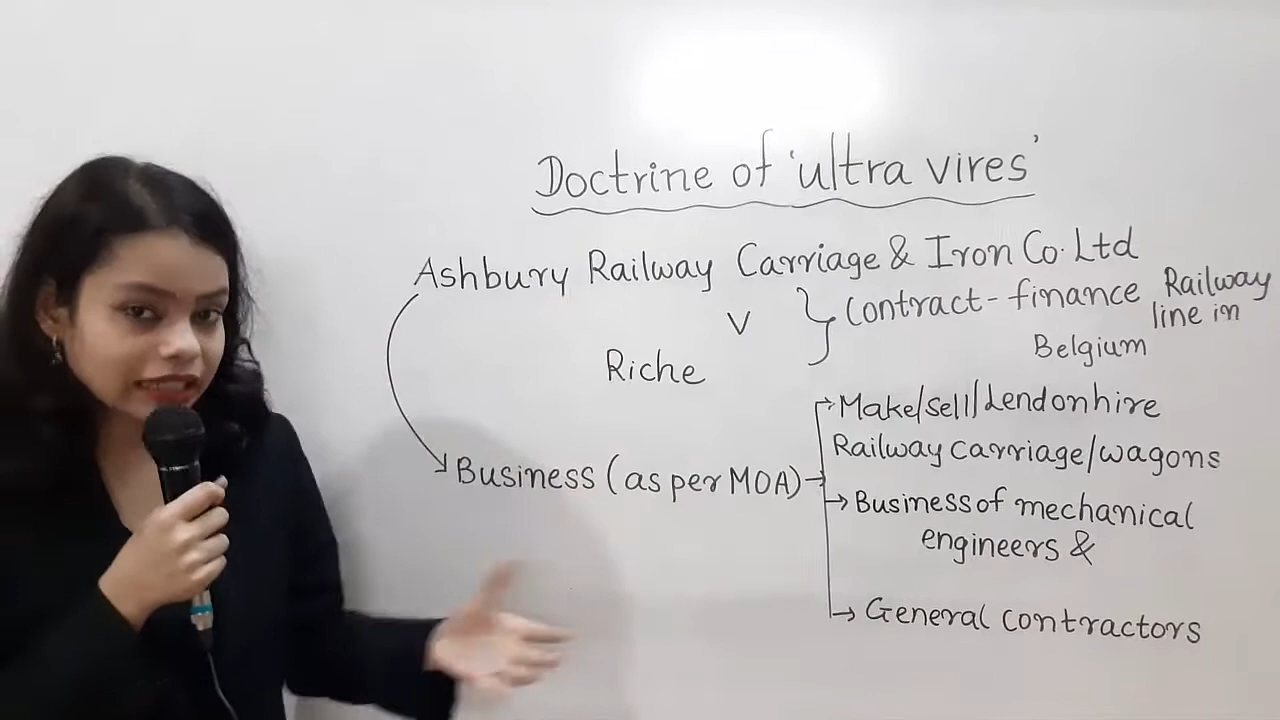 Doctrine of 'ultra vires'
Ashbury Railway Carriage & Iron Co. Ltd
V
Riche
Contract - finance Railway
line in
Belgium
Business (as per MOA)
Make/sell/Lend on hire
Railway carriage/wagons
Business of mechanical
engineers &
General contractors